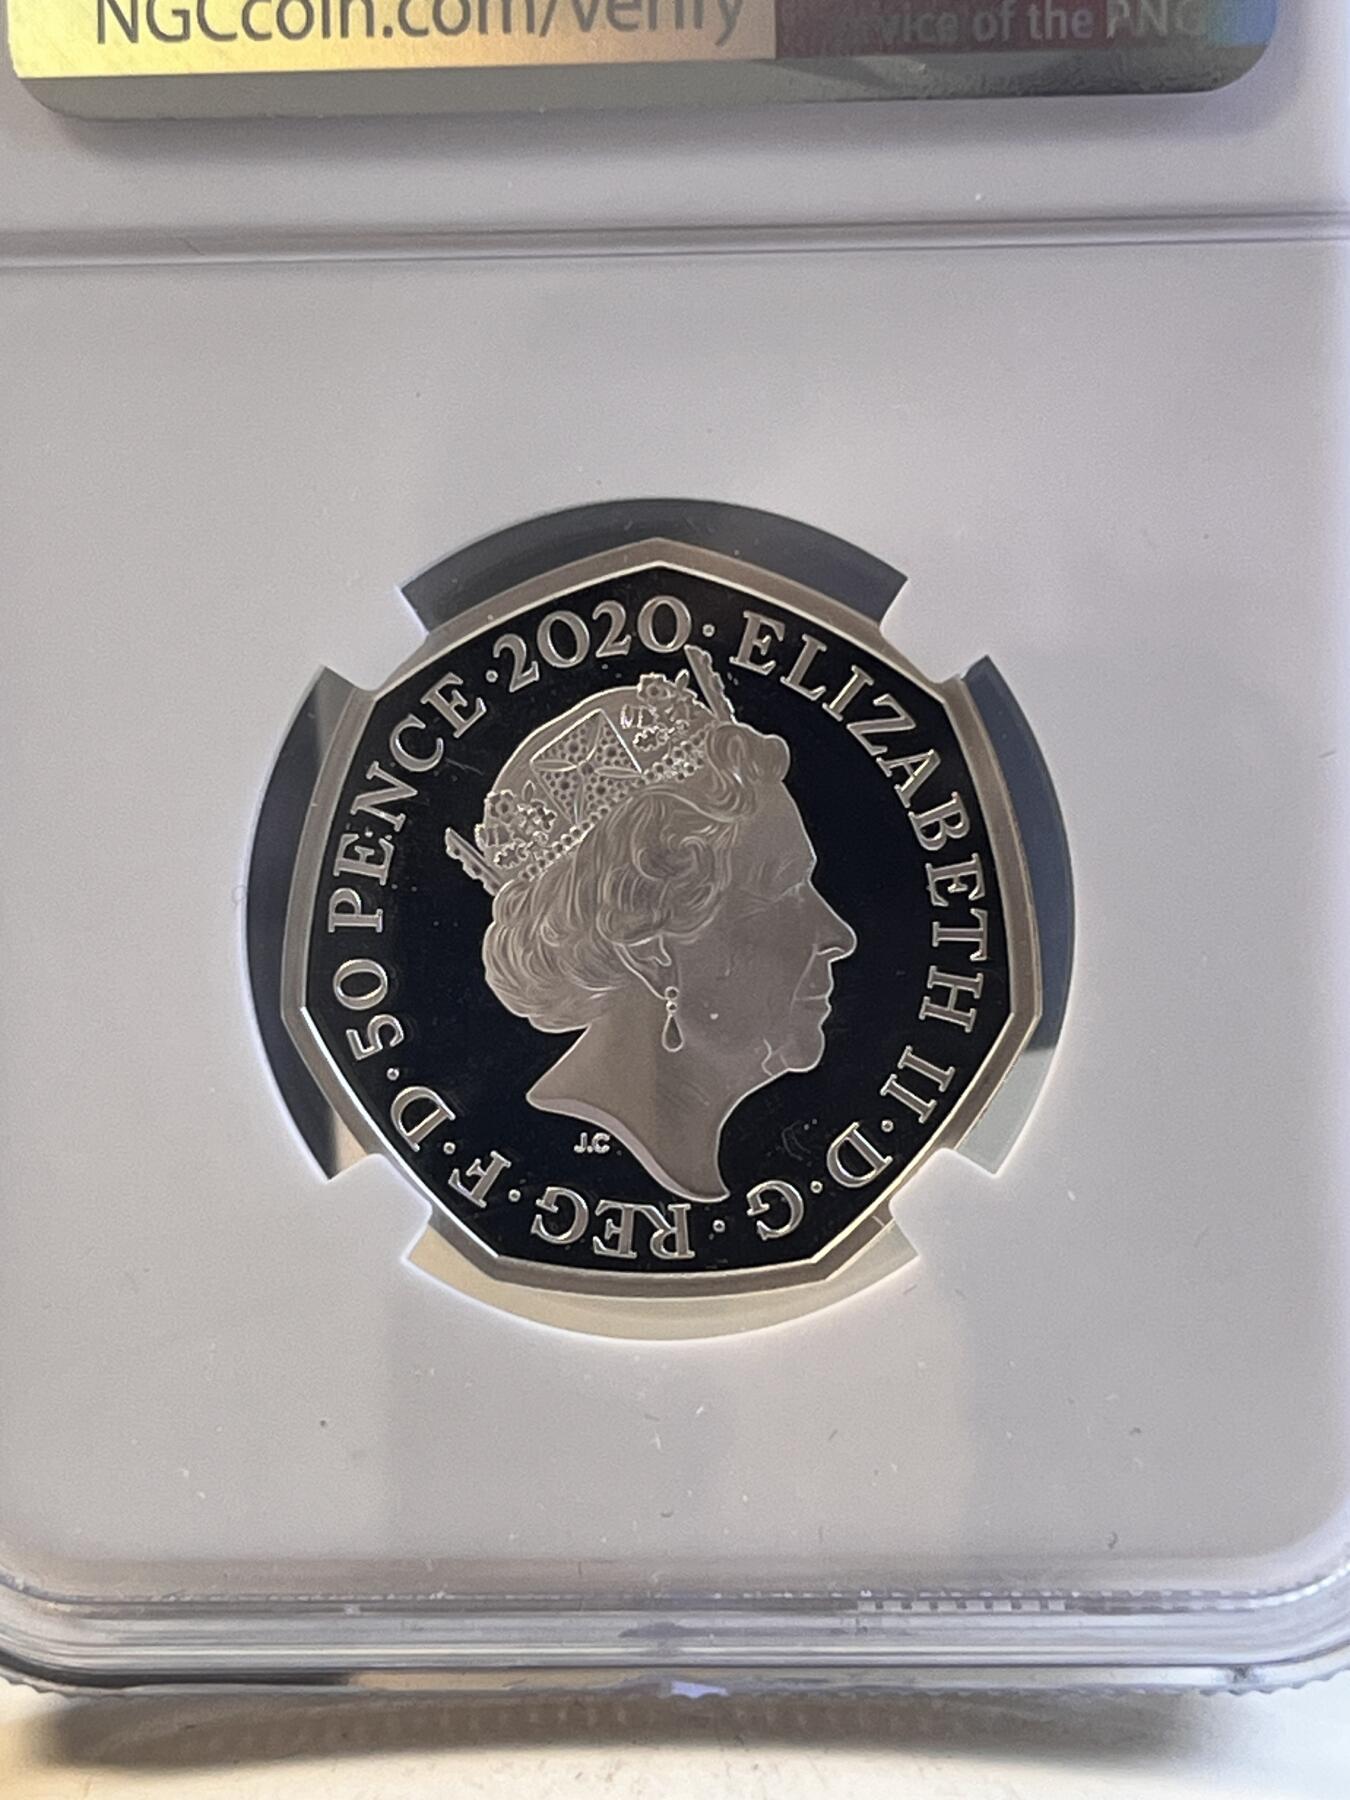 NGCcoin.com/verify
vice of the PNG
ELIZABETH II · D · G · REG · F · D · 50 PENCE · 2020 ·
J.C